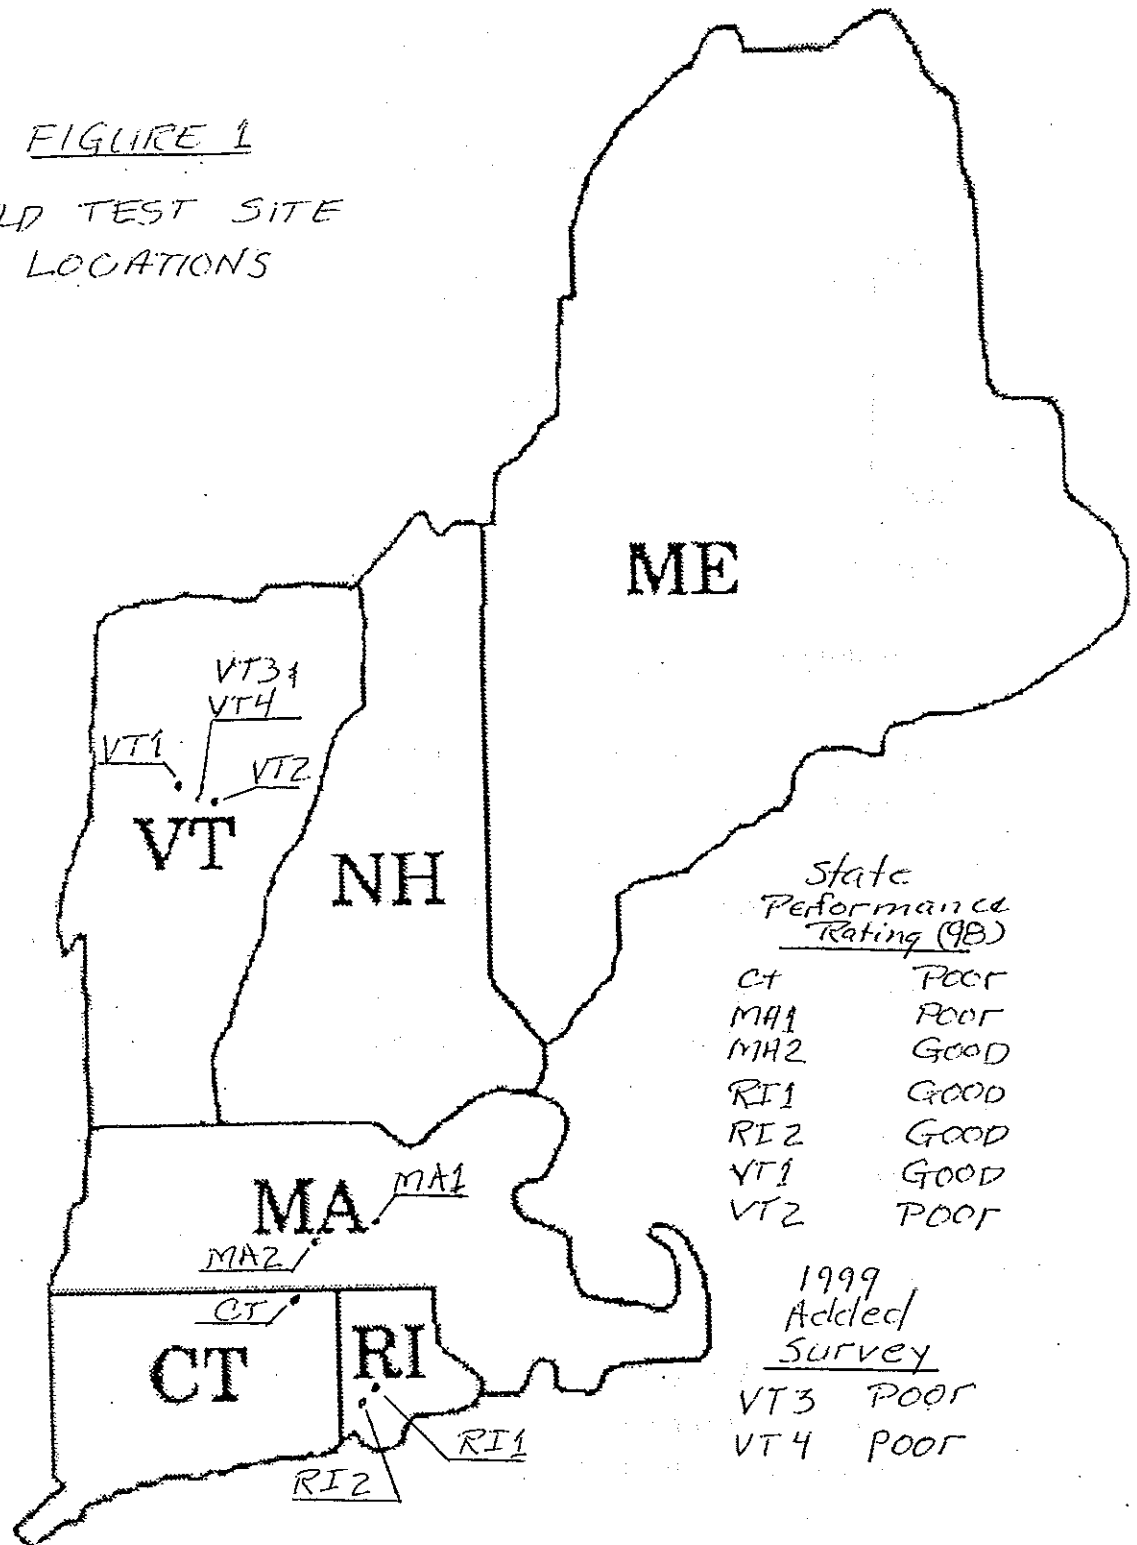 FIGURE 1
LD TEST SITE
LOCATIONS
ME
VT3 &
VT4
VT1
VT2
VT
NH
State
Performance
Rating (98)
Ct Poor
MA1 Poor
MA2 GOOD
RI1 GOOD
RI2 GOOD
VT1 GOOD
VT2 Poor
MA1
MA
MA2
CT
RI
CT
RI1
RI2
1999
Added
Survey
VT3 Poor
VT4 Poor